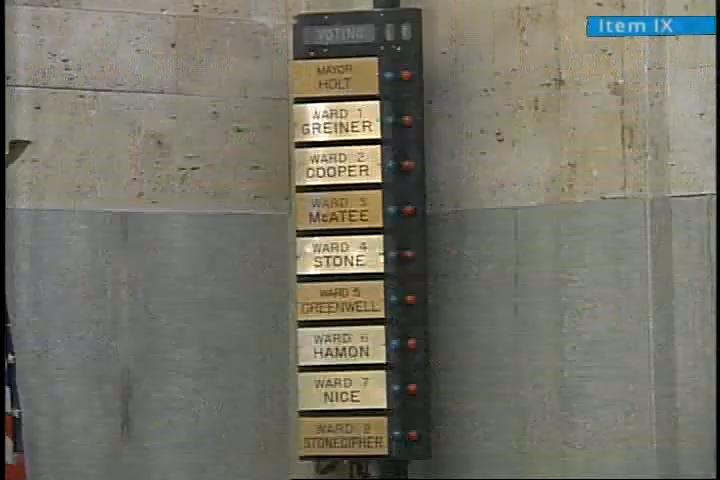 Item IX
VOTING
MAYOR
HOLT
WARD 1
GREINER
WARD 2
COOPER
WARD 3
McATEE
WARD 4
STONE
WARD 5
GREENWELL
WARD 6
HAMON
WARD 7
NICE
WARD 8
STONECIPHER